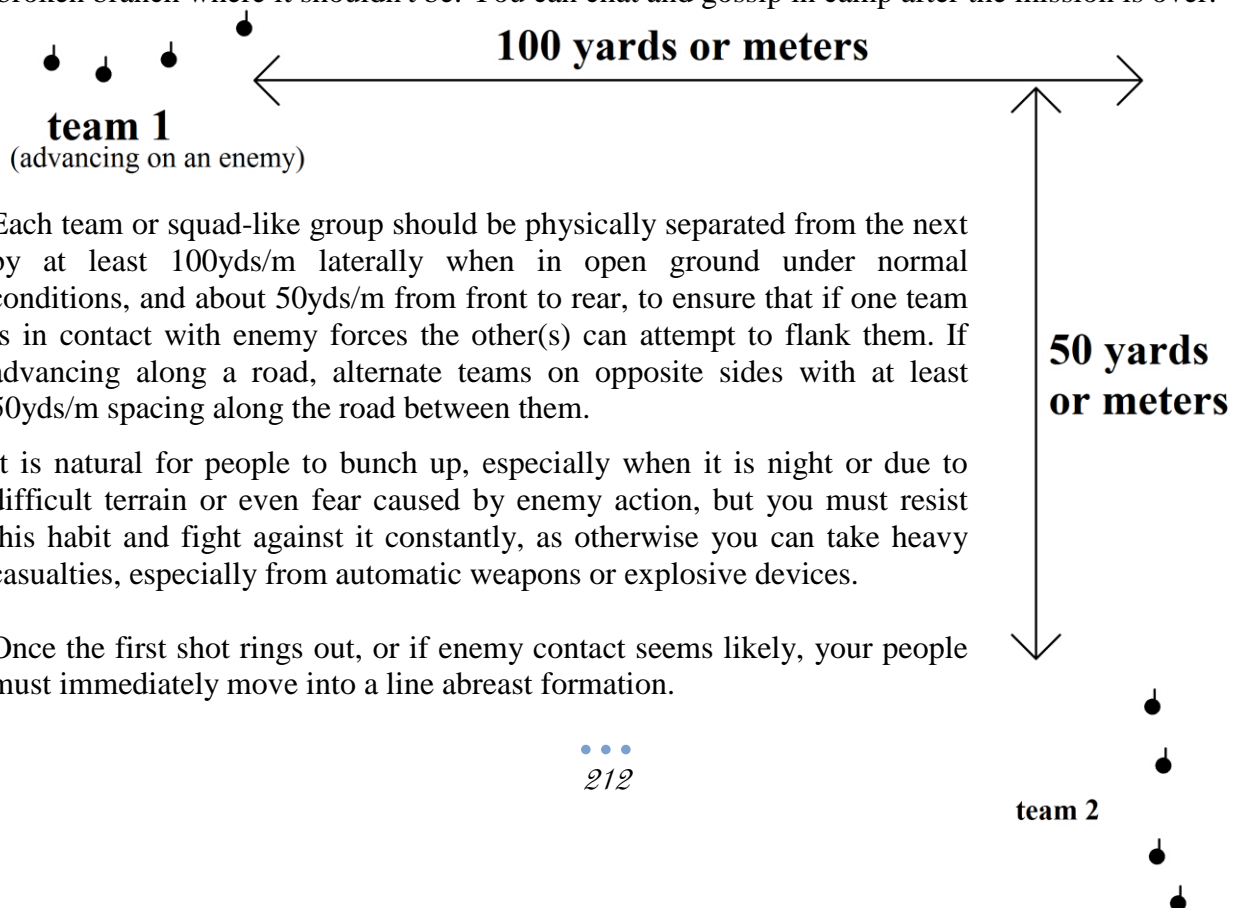 broken branch where it shouldn't be. You can chat and gossip in camp after the mission is over.
100 yards or meters
team 1
(advancing on an enemy)
Each team or squad-like group should be physically separated from the next
by at least 100yds/m laterally when in open ground under normal
conditions, and about 50yds/m from front to rear, to ensure that if one team
is in contact with enemy forces the other(s) can attempt to flank them. If
advancing along a road, alternate teams on opposite sides with at least
50yds/m spacing along the road between them.
50 yards
or meters
It is natural for people to bunch up, especially when it is night or due to
difficult terrain or even fear caused by enemy action, but you must resist
this habit and fight against it constantly, as otherwise you can take heavy
casualties, especially from automatic weapons or explosive devices.
Once the first shot rings out, or if enemy contact seems likely, your people
must immediately move into a line abreast formation.
212
team 2